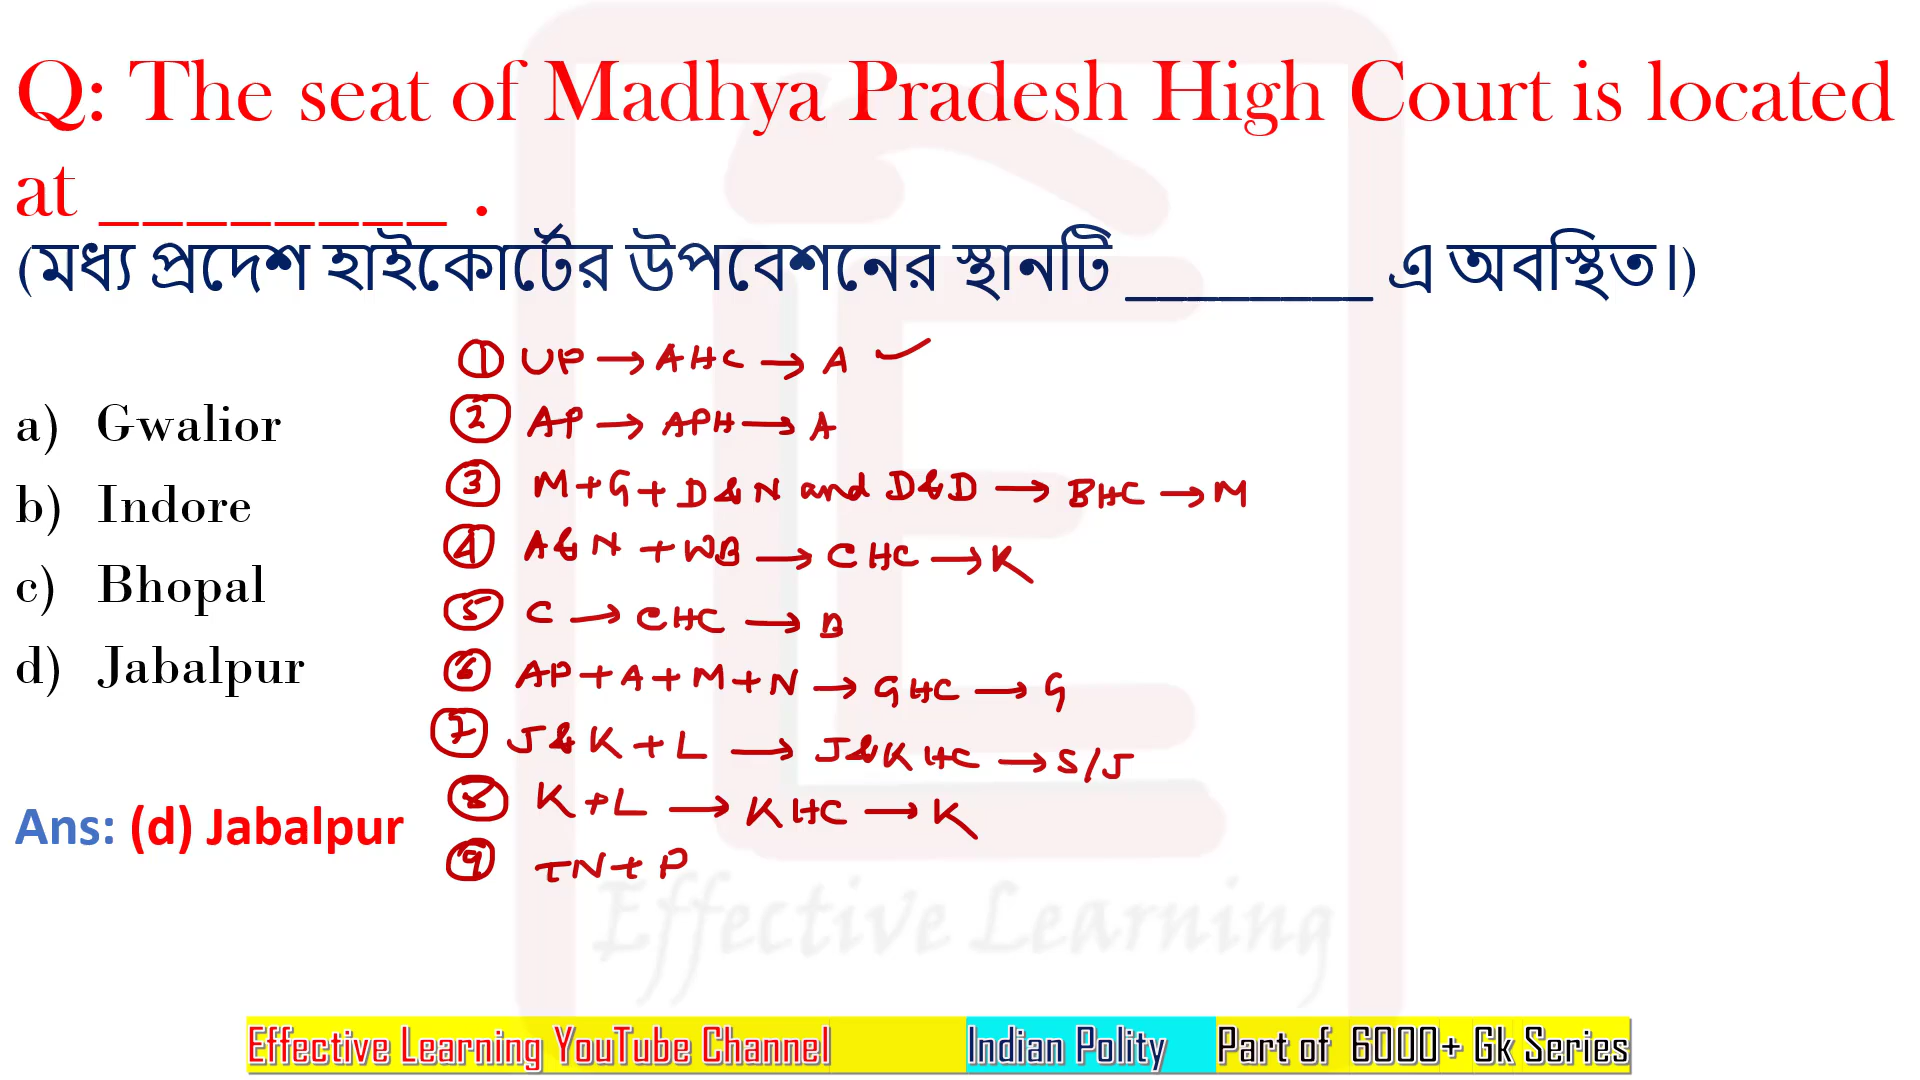 Q: The seat of Madhya Pradesh High Court is located
at ________ .
(মধ্য প্রদেশ হাইকোর্টের উপবেশনের স্থানটি ________ এ অবস্থিত।)
a) Gwalior
b) Indore
c) Bhopal
d) Jabalpur
Ans: (d) Jabalpur
① UP → AHC → A ✓
② AP → APH → A
③ M+G+D&N and D&D → BHC → M
④ A&N + WB → CHC → K
⑤ C → CHC → B
⑥ AP+A+M+N → GHC → G
⑦ J&K+L → J&K HC → S/J
⑧ K+L → KHC → K
⑨ TN+P
Effective Learning
Effective Learning YouTube Channel Indian Polity Part of 6000+ Gk Series